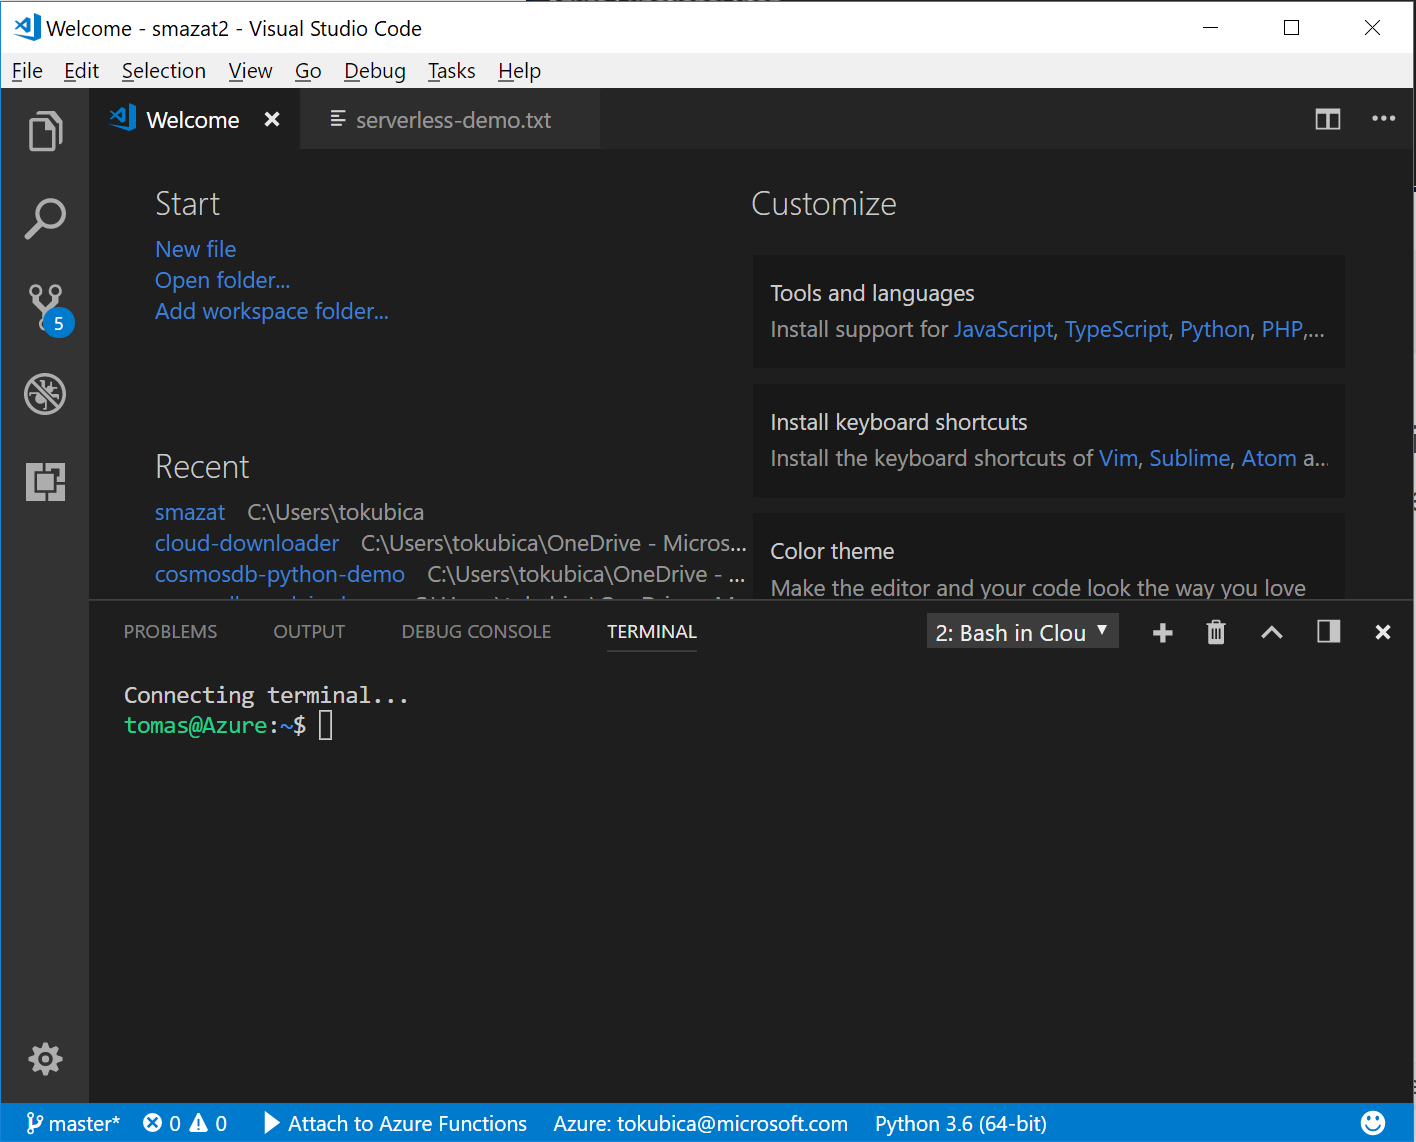 Welcome - smazat2 - Visual Studio Code
File Edit Selection View Go Debug Tasks Help
Welcome serverless-demo.txt
Start
New file
Open folder...
Add workspace folder...
Recent
smazat C:\Users\tokubica
cloud-downloader C:\Users\tokubica\OneDrive - Micros...
cosmosdb-python-demo C:\Users\tokubica\OneDrive - ...
Customize
Tools and languages
Install support for JavaScript, TypeScript, Python, PHP,...
Install keyboard shortcuts
Install the keyboard shortcuts of Vim, Sublime, Atom a...
Color theme
Make the editor and your code look the way you love
5
PROBLEMS OUTPUT DEBUG CONSOLE TERMINAL 2: Bash in Clou
Connecting terminal...
tomas@Azure:~$
master* 0 0 Attach to Azure Functions Azure: tokubica@microsoft.com Python 3.6 (64-bit)